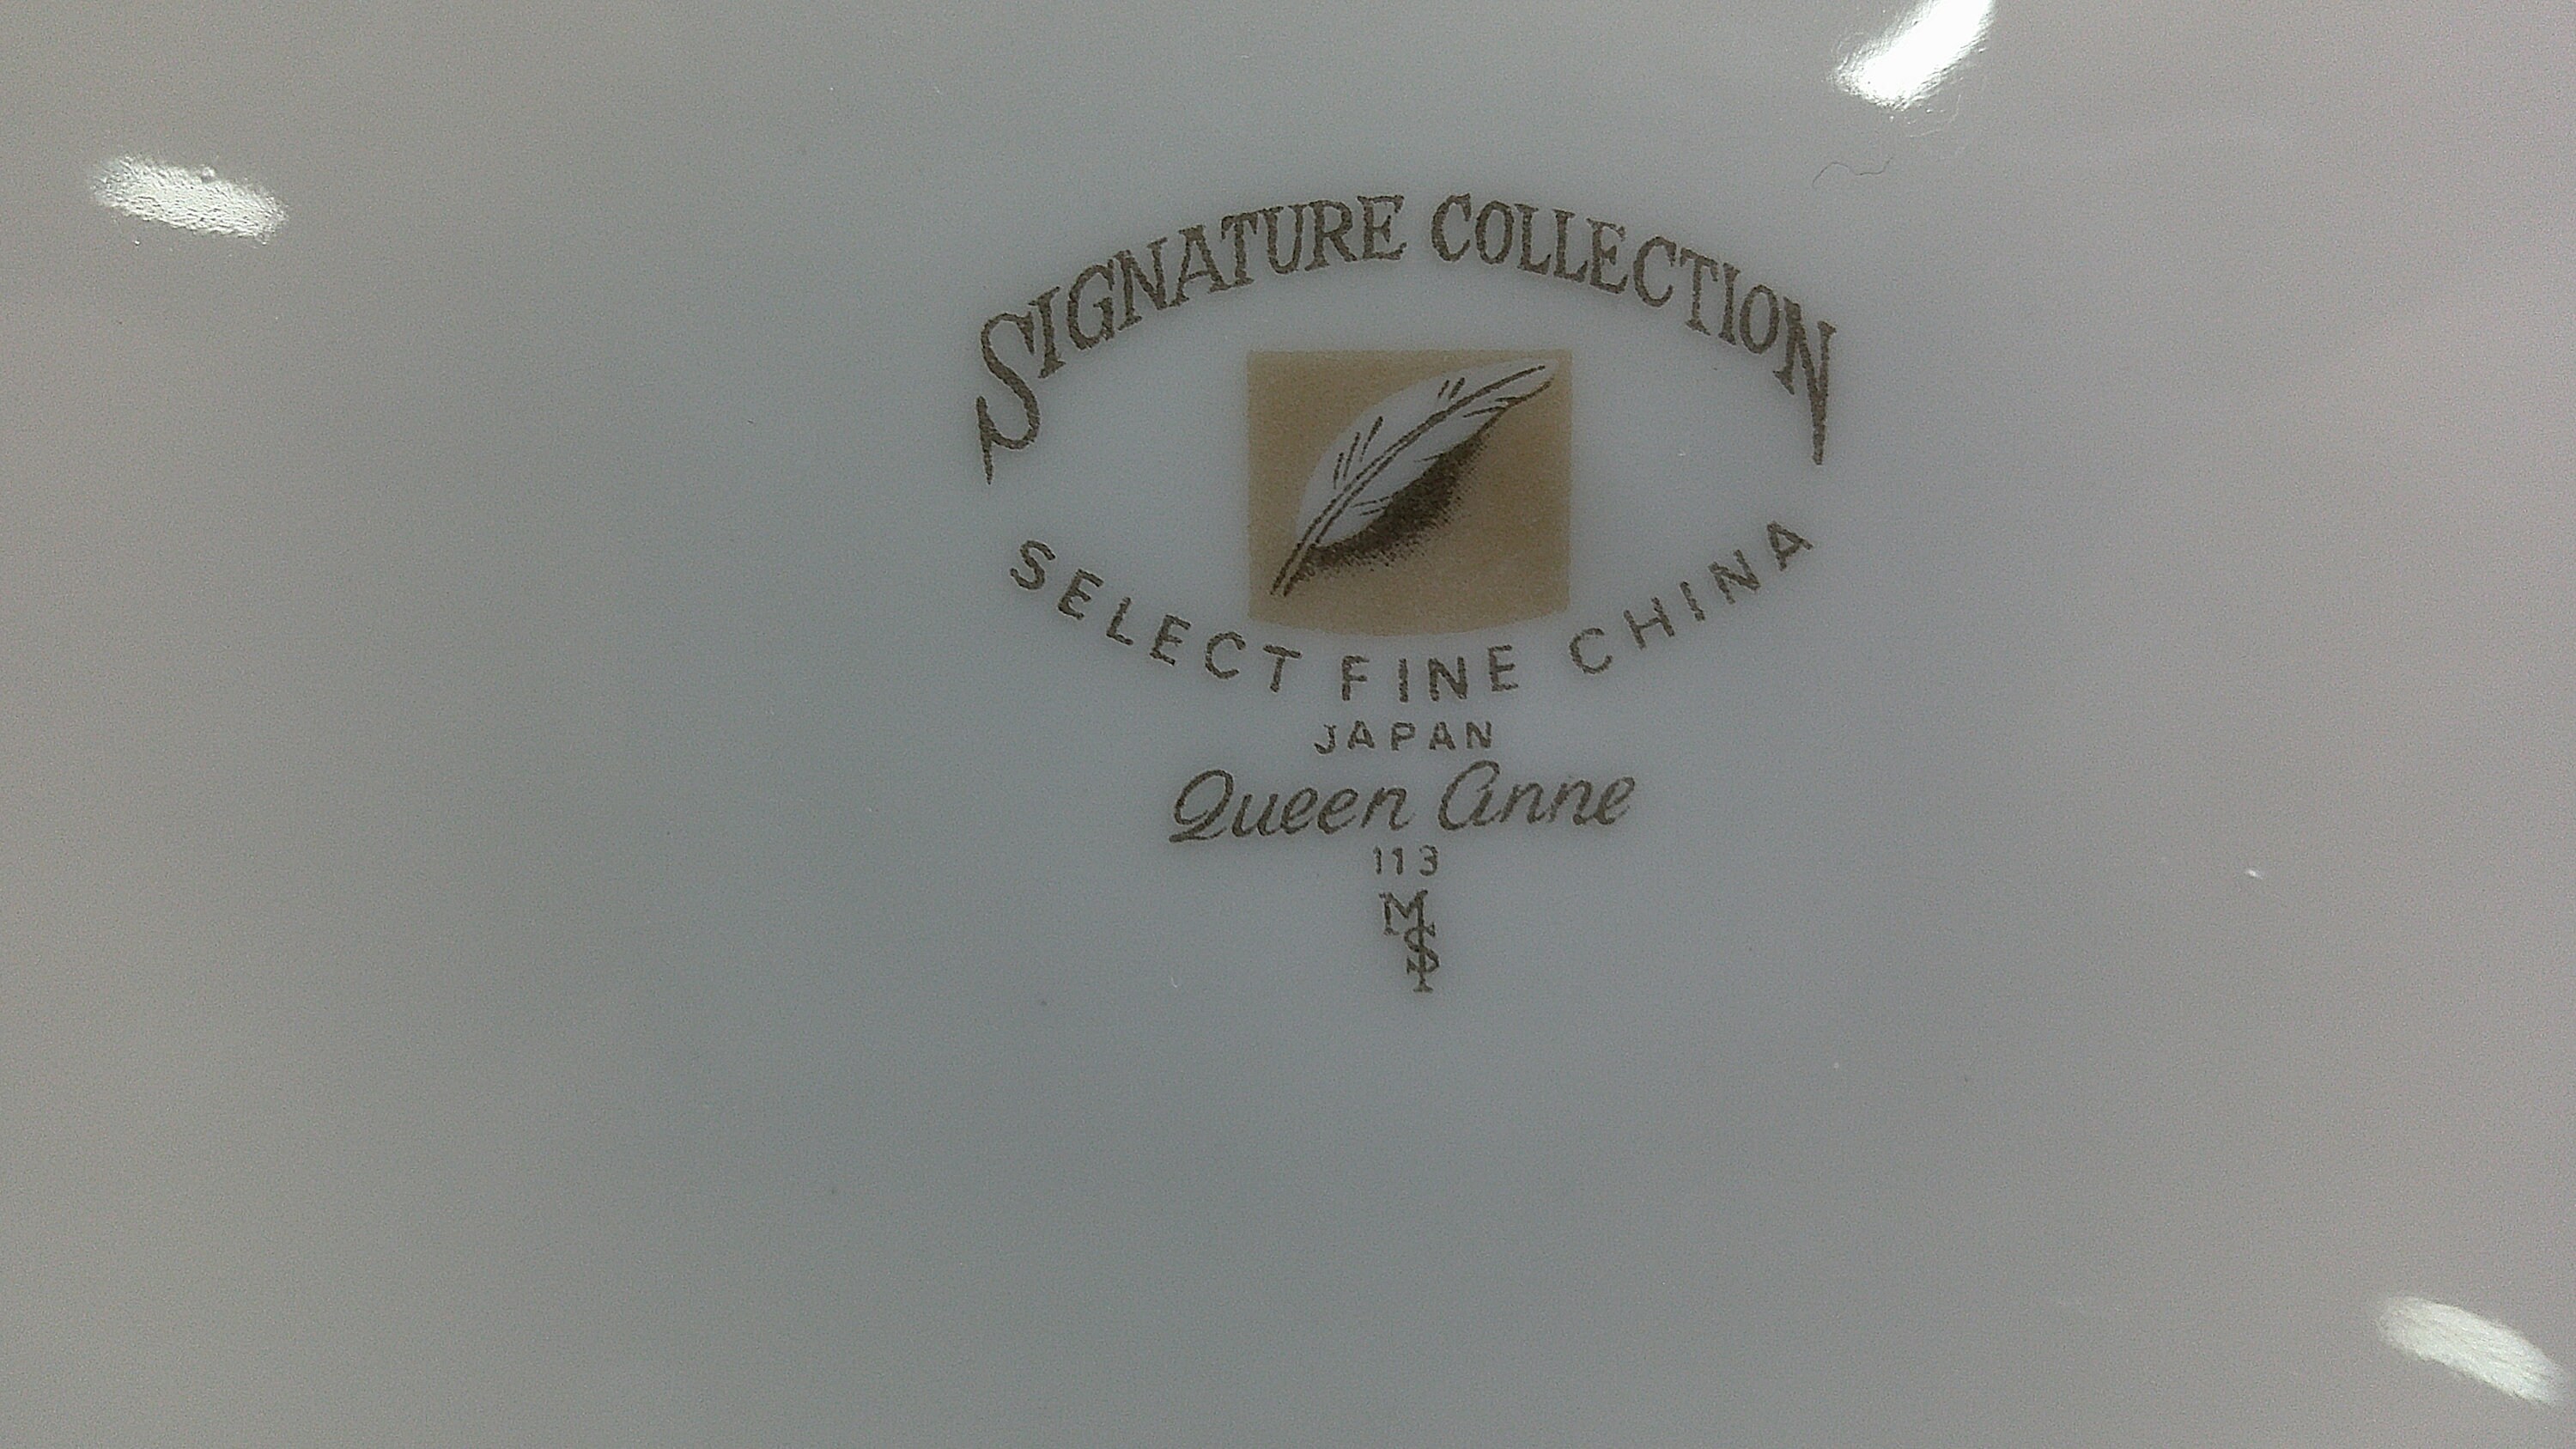 SIGNATURE COLLECTION
SELECT FINE CHINA
JAPAN
Queen Anne
113
MSI